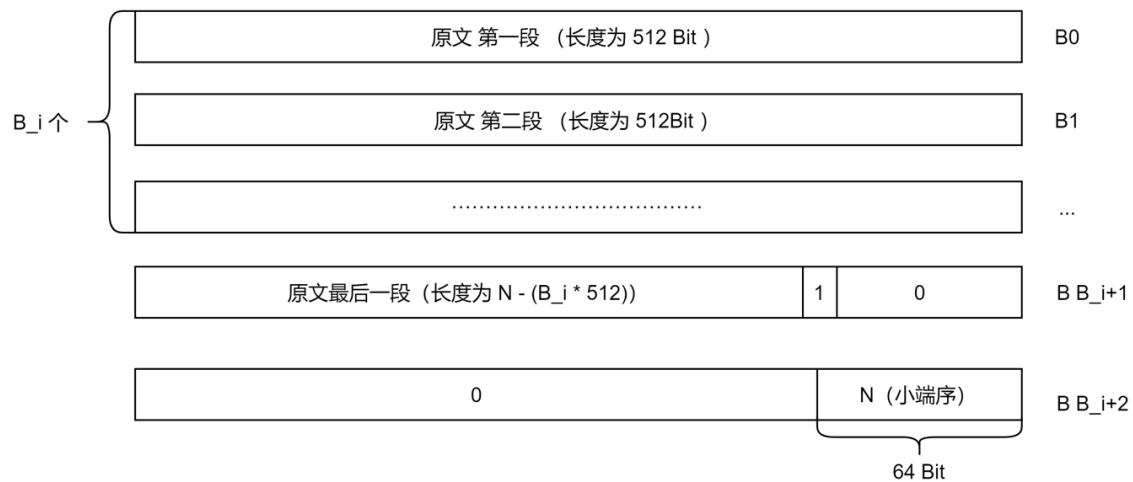 原文 第一段 （长度为 512 Bit ）
B0
B_i 个
原文 第二段 （长度为 512Bit ）
B1
.....................................
...
原文最后一段（长度为 N - (B_i * 512)）
1
0
B B_i+1
0
N（小端序）
B B_i+2
64 Bit